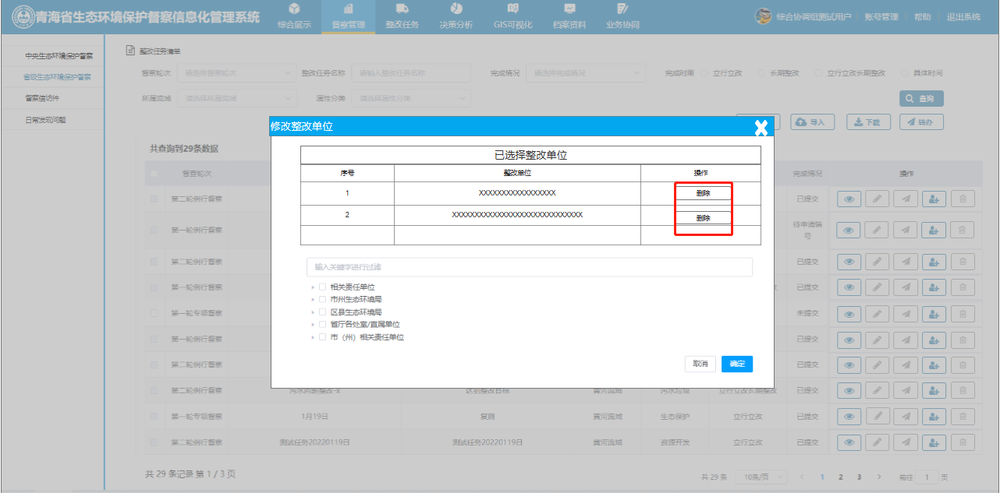 青海省生态环境保护督察信息化管理系统
综合展示 督察管理 整改任务 决策分析 GIS可视化 档案资料 业务协同
综合协调组测试用户 账号管理 帮助 退出系统
中央生态环境保护督察
省级生态环境保护督察
督察信访件
日常发现问题
整改任务清单
督察轮次 请选择督察轮次 整改任务名称 请输入整改任务名称 完成情况 请选择完成情况 完成时限 立行立改 长期整改 立行立改长期整改 具体时间
所属流域 请选择所属流域 属性分类 请选择属性分类 查询
导入 下载 转办
共查询到29条数据
督查轮次 完成情况 操作
修改整改单位
已选择整改单位
序号 整改单位 操作
1 XXXXXXXXXXXXXXXXX 删除
2 XXXXXXXXXXXXXXXXXXXXXXXXXXXXX 删除
输入关键字进行过滤
相关责任单位
市州生态环境局
区县生态环境局
省厅各处室/直属单位
市（州）相关责任单位
取消 确定
第二轮例行督察 已提交
第一轮例行督察 待申请销号
第二轮例行督察 已提交
第一轮例行督察 已提交
第一轮专项督察 未提交
第一轮例行督察 已提交
第二轮例行督察 已提交
第二轮例行督察 达到整改目标 黄河流域 污水垃圾 立行立改长期整改 已提交
第一轮专项督察 1月19日 复测 黄河流域 生态保护 立行立改 已提交
第二轮例行督察 测试任务20220119日 测试任务20220119日 黄河流域 资源开发 立行立改 已提交
共 29 条记录 第 1 / 3 页
共 29 条 10条/页 1 2 3 前往 1 页